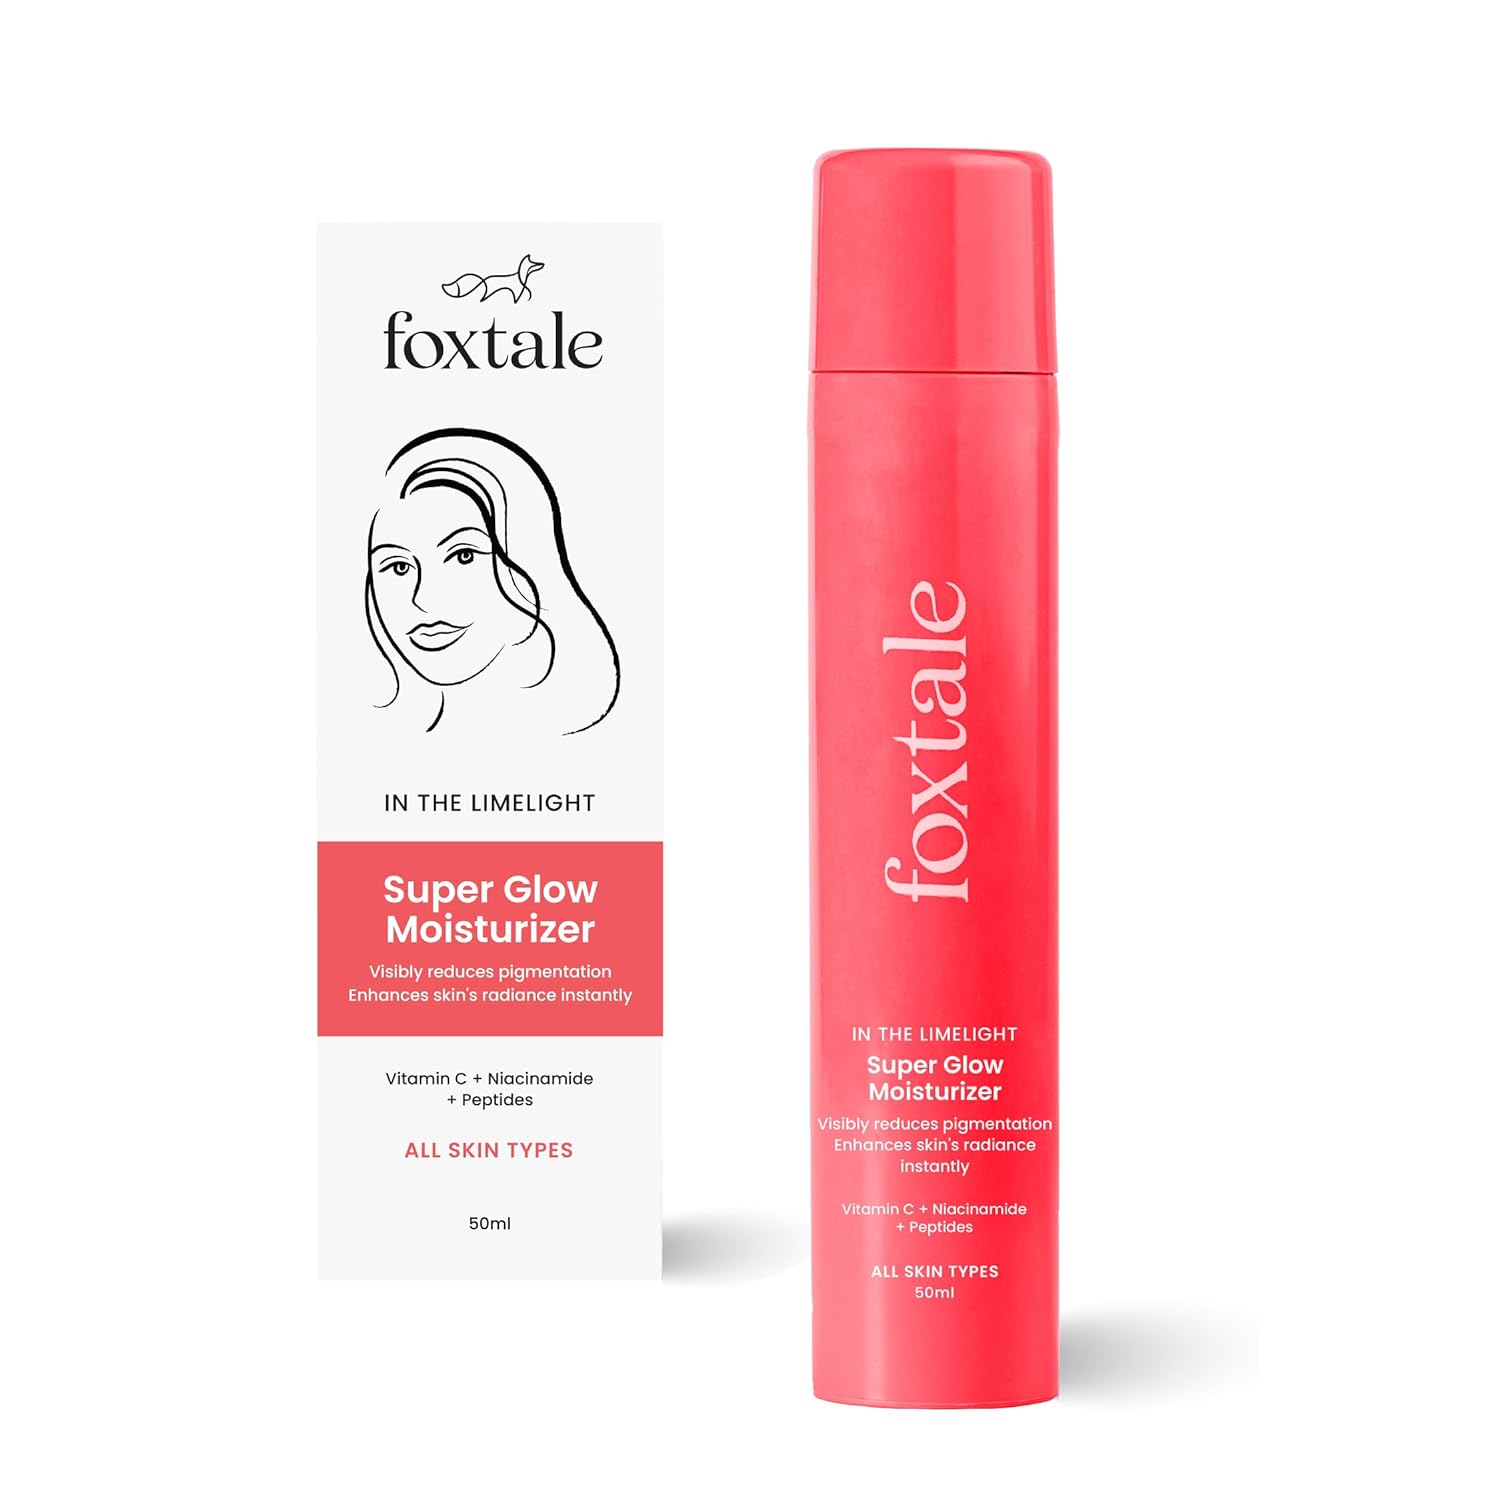 foxtale
IN THE LIMELIGHT
Super Glow
Moisturizer
Visibly reduces pigmentation
Enhances skin's radiance instantly
Vitamin C + Niacinamide
+ Peptides
ALL SKIN TYPES
50ml
foxtale
IN THE LIMELIGHT
Super Glow
Moisturizer
Visibly reduces pigmentation
Enhances skin's radiance
instantly
Vitamin C + Niacinamide
+ Peptides
ALL SKIN TYPES
50ml